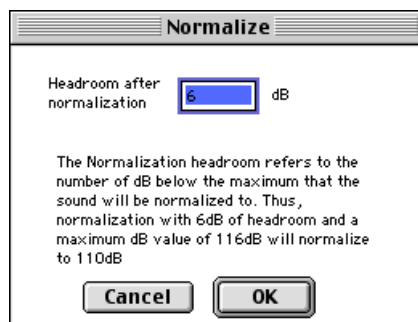 Normalize
Headroom after
normalization
6
dB
The Normalization headroom refers to the
number of dB below the maximum that the
sound will be normalized to. Thus,
normalization with 6dB of headroom and a
maximum dB value of 116dB will normalize
to 110dB
Cancel
OK